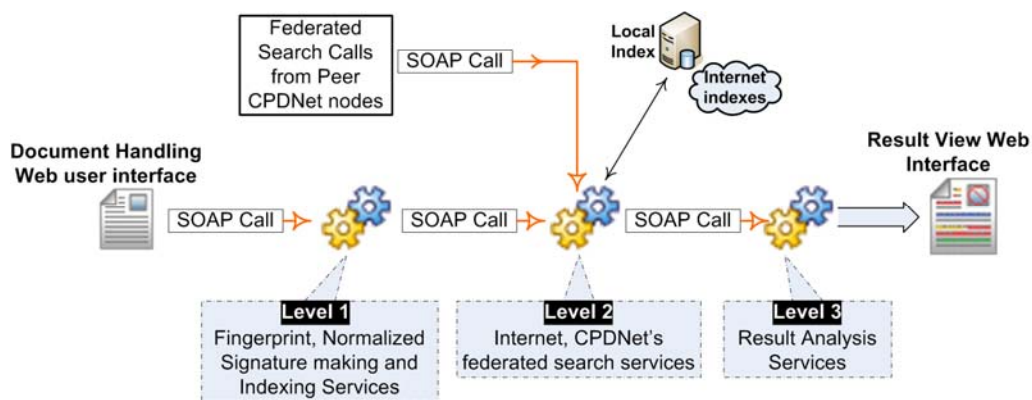 Federated
Search Calls
from Peer
CPDNet nodes
SOAP Call
Local
Index
Internet
indexes
Document Handling
Web user interface
Result View Web
Interface
SOAP Call
SOAP Call
SOAP Call
Level 1
Fingerprint, Normalized
Signature making and
Indexing Services
Level 2
Internet, CPDNet's
federated search services
Level 3
Result Analysis
Services